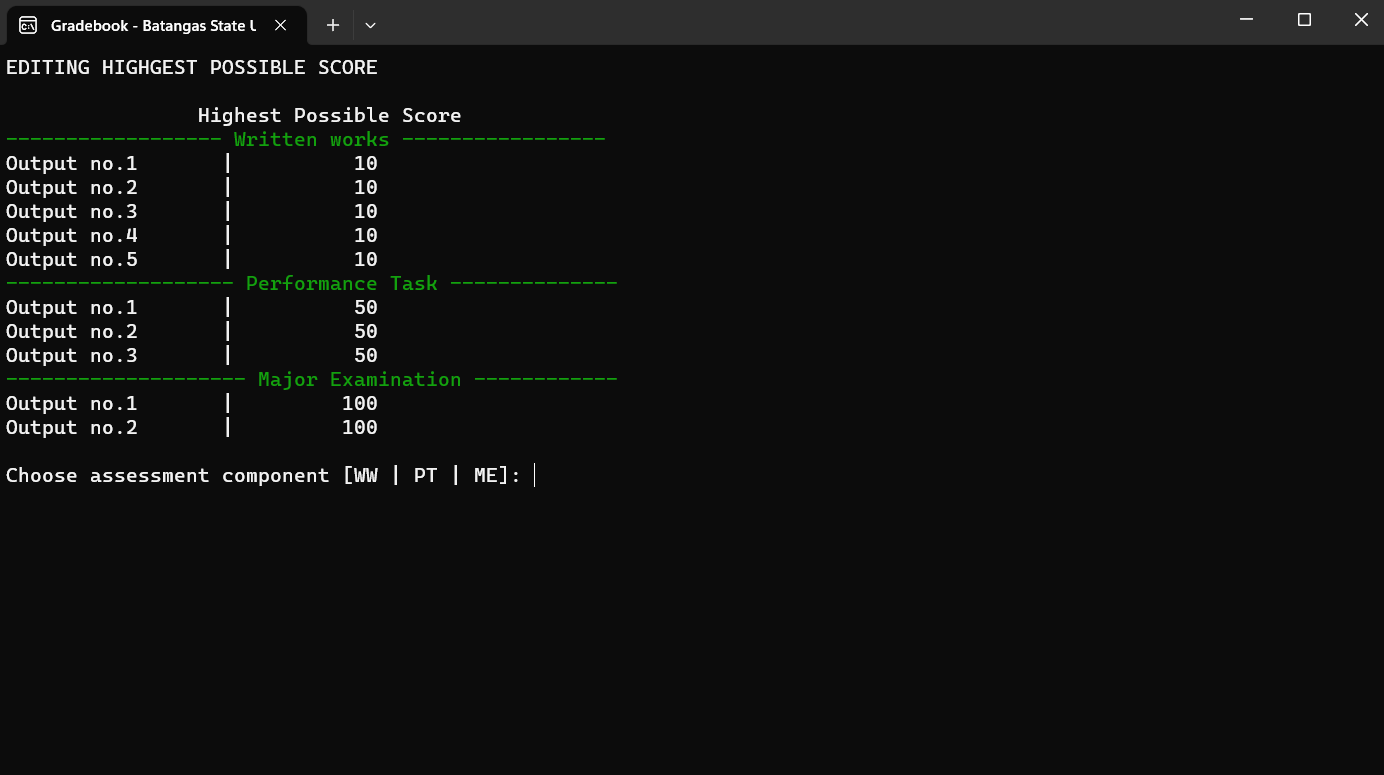 Gradebook - Batangas State U
EDITING HIGHGEST POSSIBLE SCORE
Highest Possible Score
------------------ Written works -----------------
Output no.1 | 10
Output no.2 | 10
Output no.3 | 10
Output no.4 | 10
Output no.5 | 10
------------------- Performance Task --------------
Output no.1 | 50
Output no.2 | 50
Output no.3 | 50
-------------------- Major Examination ------------
Output no.1 | 100
Output no.2 | 100
Choose assessment component [WW | PT | ME]: